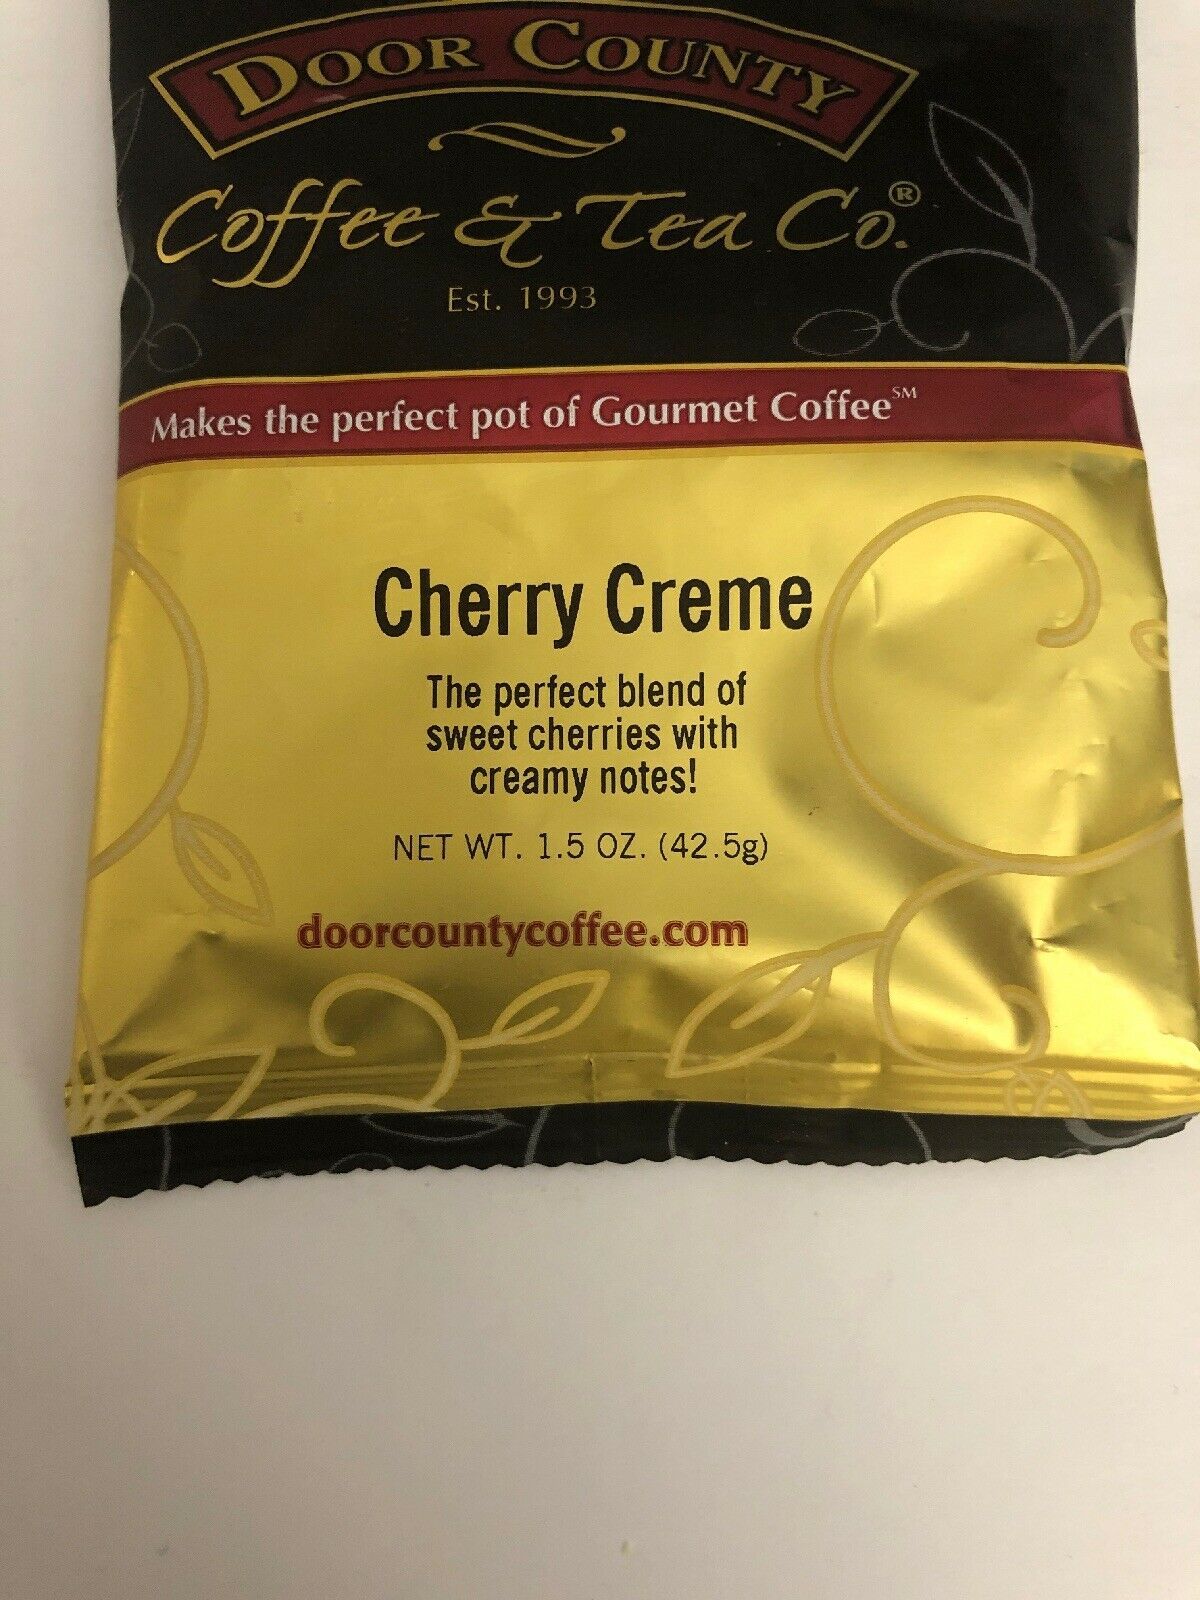 DOOR COUNTY
Coffee & Tea Co.®
Est. 1993
Makes the perfect pot of Gourmet Coffee℠
Cherry Creme
The perfect blend of
sweet cherries with
creamy notes!
NET WT. 1.5 OZ. (42.5g)
doorcountycoffee.com